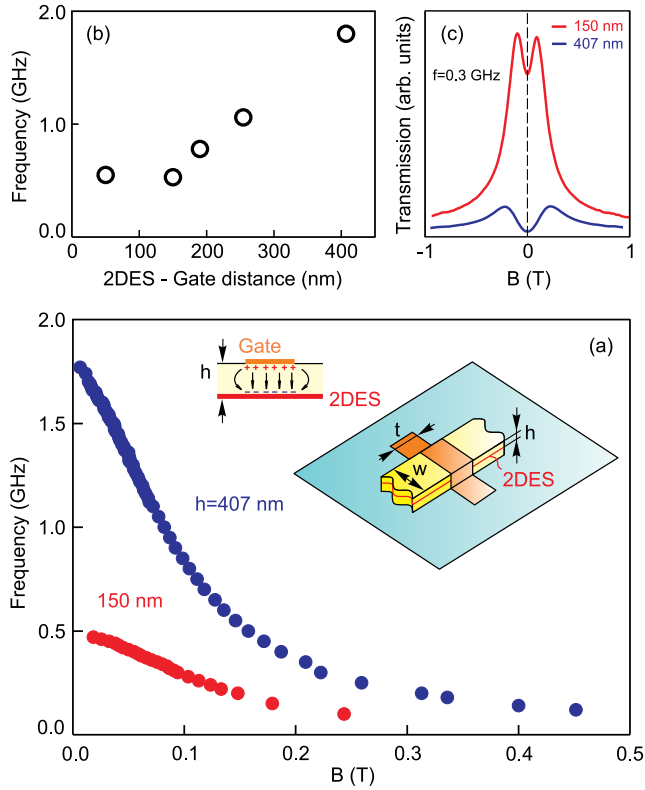 2.0
(b)
1.0
0.0
Frequency (GHz)
0
100
200
300
400
2DES - Gate distance (nm)
(c)
150 nm
407 nm
f=0.3 GHz
Transmission (arb. units)
-1
0
1
B (T)
2.0
(a)
Gate
+ + + + + +
h
2DES
t
h
w
2DES
1.5
h=407 nm
1.0
150 nm
0.5
0.0
Frequency (GHz)
0.0
0.1
0.2
0.3
0.4
0.5
B (T)